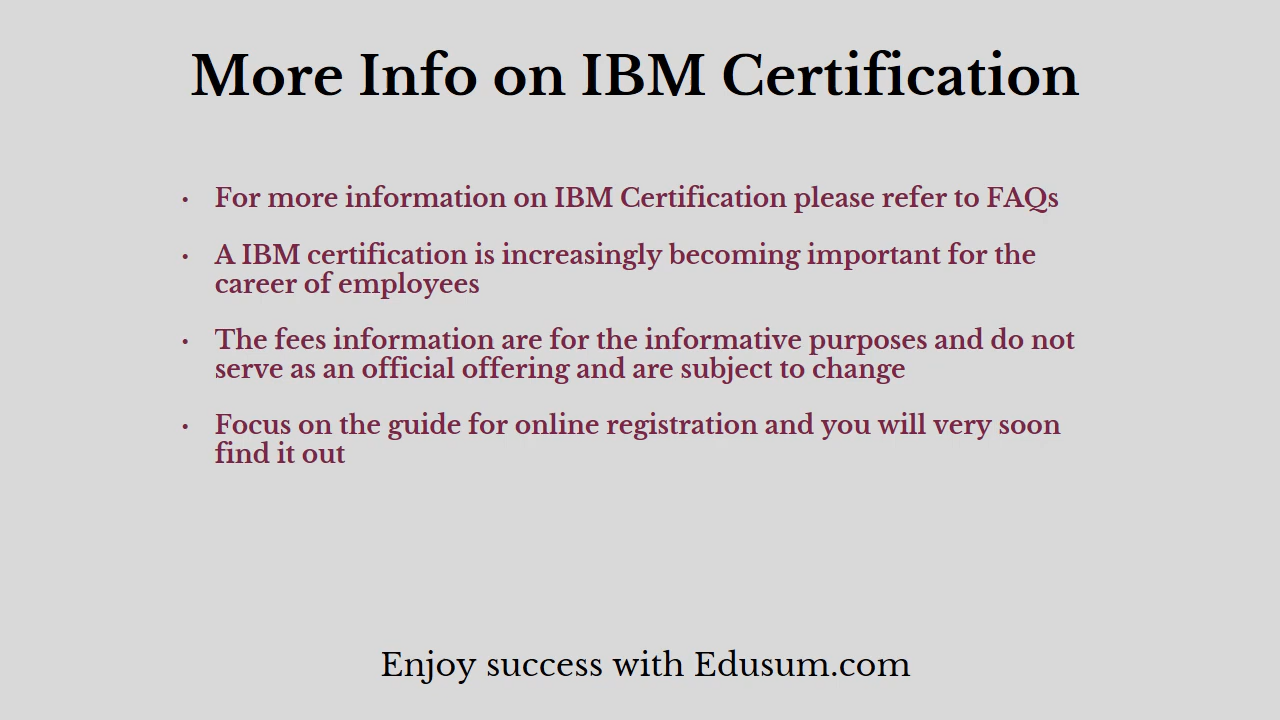 More Info on IBM Certification
• For more information on IBM Certification please refer to FAQs
• A IBM certification is increasingly becoming important for the
career of employees
• The fees information are for the informative purposes and do not
serve as an official offering and are subject to change
• Focus on the guide for online registration and you will very soon
find it out
Enjoy success with Edusum.com